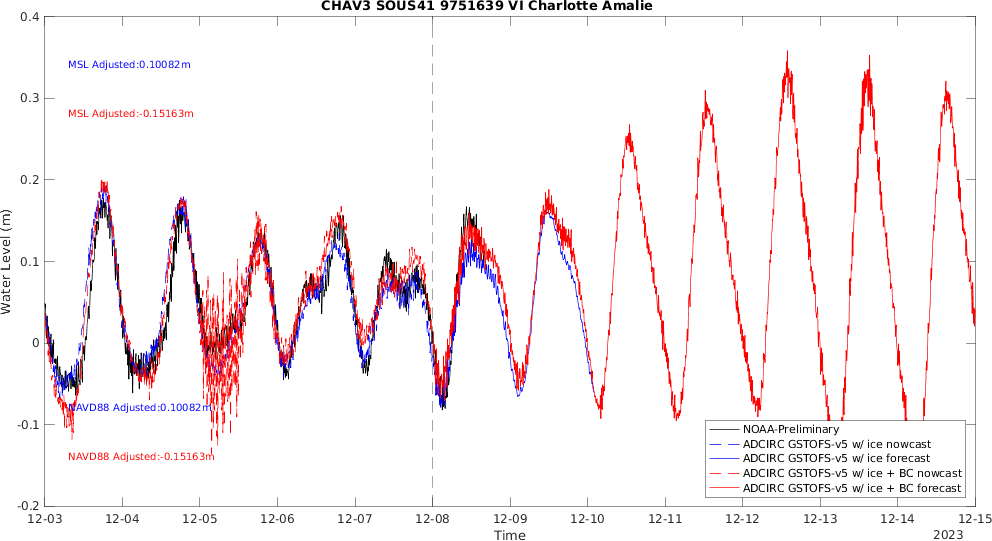 CHAV3 SOUS41 9751639 VI Charlotte Amalie
0.4
0.3
0.2
0.1
0
-0.1
-0.2
Water Level (m)
MSL Adjusted:0.10082m
MSL Adjusted:-0.15163m
NAVD88 Adjusted:0.10082m
NAVD88 Adjusted:-0.15163m
NOAA-Preliminary
ADCIRC GSTOFS-v5 w/ ice nowcast
ADCIRC GSTOFS-v5 w/ ice forecast
ADCIRC GSTOFS-v5 w/ ice + BC nowcast
ADCIRC GSTOFS-v5 w/ ice + BC forecast
12-03 12-04 12-05 12-06 12-07 12-08 12-09 12-10 12-11 12-12 12-13 12-14 12-15
Time
2023